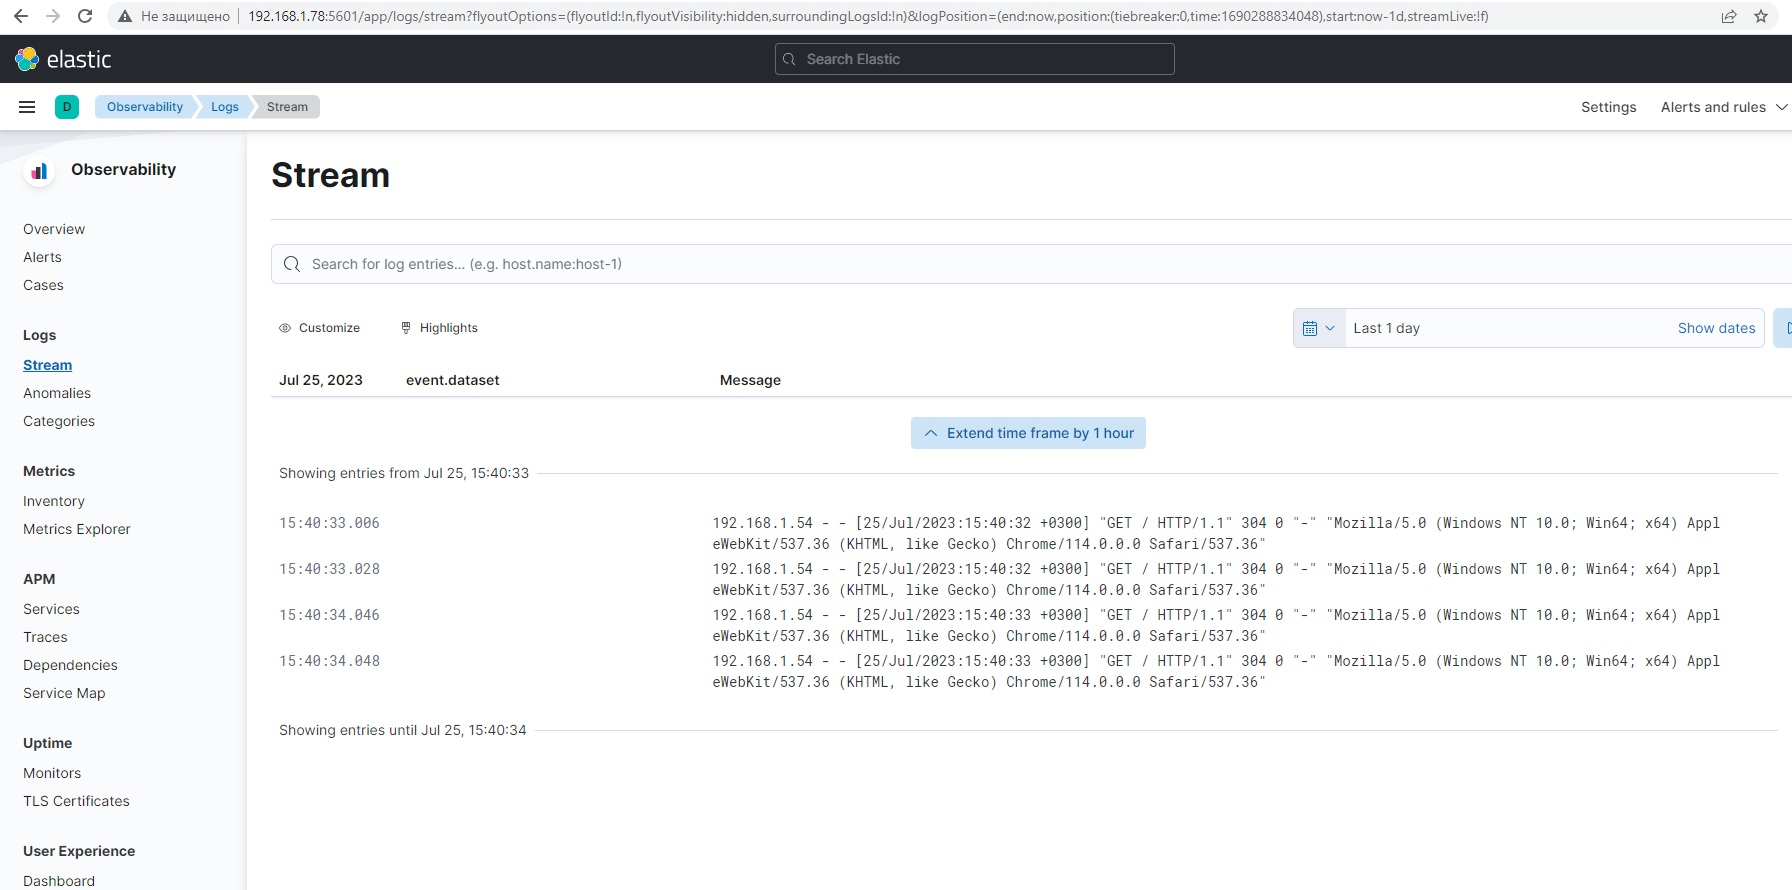 Не защищено 192.168.1.78:5601/app/logs/stream?flyoutOptions=(flyoutId:!n,flyoutVisibility:hidden,surroundingLogsId:!n)&logPosition=(end:now,position:(tiebreaker:0,time:1690288834048),start:now-1d,streamLive:!f)
elastic
Search Elastic
D Observability Logs Stream Settings Alerts and rules
Observability
Overview
Alerts
Cases
Logs
Stream
Anomalies
Categories
Metrics
Inventory
Metrics Explorer
APM
Services
Traces
Dependencies
Service Map
Uptime
Monitors
TLS Certificates
User Experience
Dashboard
Stream
Search for log entries... (e.g. host.name:host-1)
Customize Highlights Last 1 day Show dates
Jul 25, 2023 event.dataset Message
Extend time frame by 1 hour
Showing entries from Jul 25, 15:40:33
15:40:33.006 192.168.1.54 - - [25/Jul/2023:15:40:32 +0300] "GET / HTTP/1.1" 304 0 "-" "Mozilla/5.0 (Windows NT 10.0; Win64; x64) Appl
eWebKit/537.36 (KHTML, like Gecko) Chrome/114.0.0.0 Safari/537.36"
15:40:33.028 192.168.1.54 - - [25/Jul/2023:15:40:32 +0300] "GET / HTTP/1.1" 304 0 "-" "Mozilla/5.0 (Windows NT 10.0; Win64; x64) Appl
eWebKit/537.36 (KHTML, like Gecko) Chrome/114.0.0.0 Safari/537.36"
15:40:34.046 192.168.1.54 - - [25/Jul/2023:15:40:33 +0300] "GET / HTTP/1.1" 304 0 "-" "Mozilla/5.0 (Windows NT 10.0; Win64; x64) Appl
eWebKit/537.36 (KHTML, like Gecko) Chrome/114.0.0.0 Safari/537.36"
15:40:34.048 192.168.1.54 - - [25/Jul/2023:15:40:33 +0300] "GET / HTTP/1.1" 304 0 "-" "Mozilla/5.0 (Windows NT 10.0; Win64; x64) Appl
eWebKit/537.36 (KHTML, like Gecko) Chrome/114.0.0.0 Safari/537.36"
Showing entries until Jul 25, 15:40:34